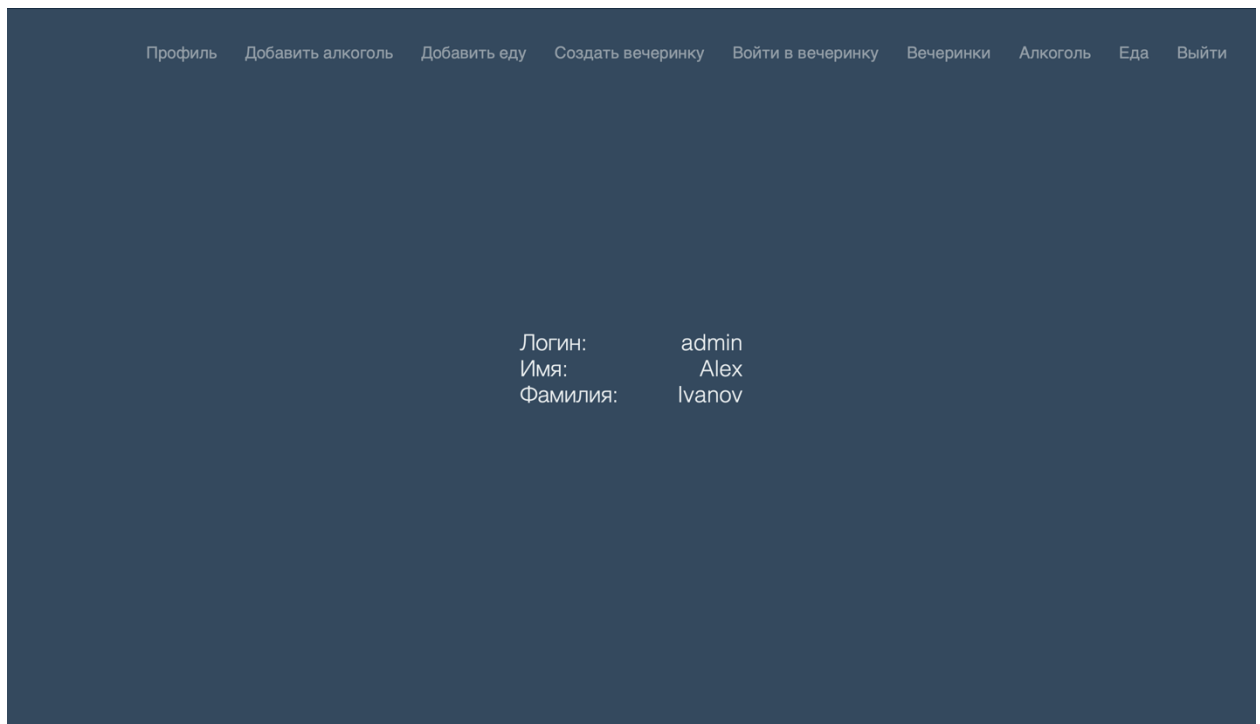 Профиль Добавить алкоголь Добавить еду Создать вечеринку Войти в вечеринку Вечеринки Алкоголь Еда Выйти
Логин: admin
Имя: Alex
Фамилия: Ivanov